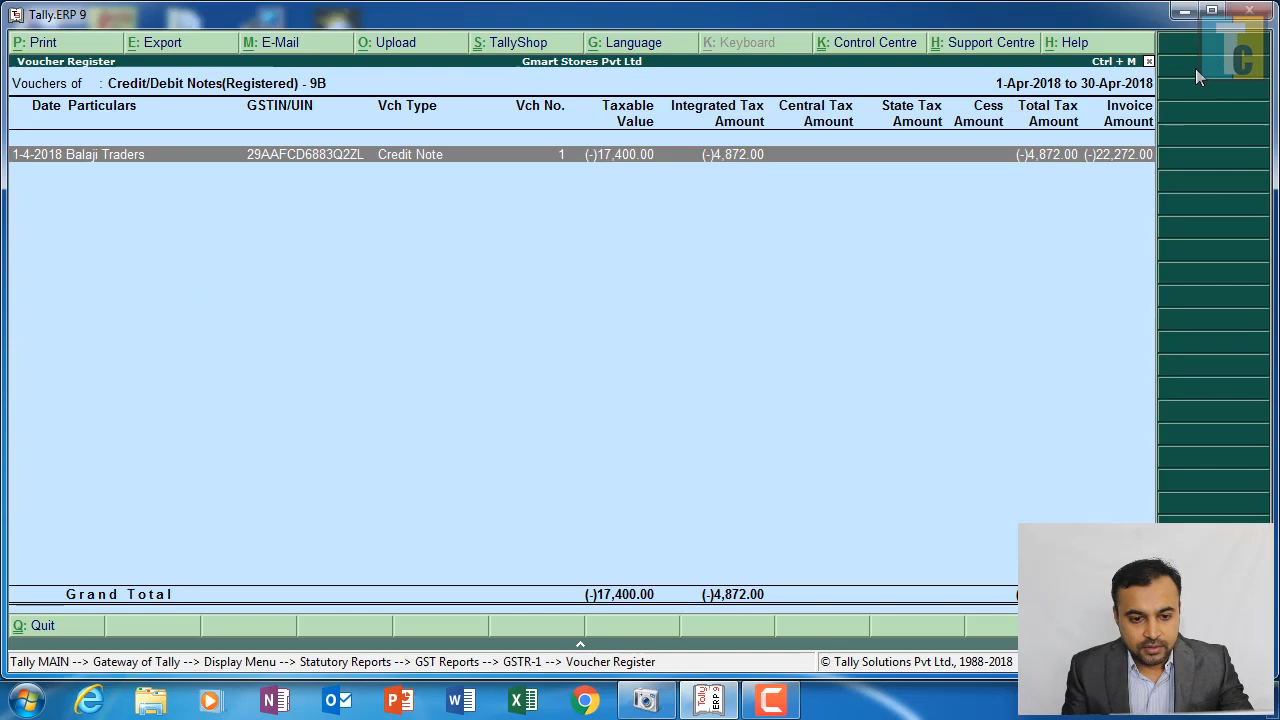 Tally.ERP 9
P: Print E: Export M: E-Mail O: Upload S: TallyShop G: Language K: Keyboard K: Control Centre H: Support Centre H: Help
Voucher Register Gmart Stores Pvt Ltd Ctrl + M
Vouchers of : Credit/Debit Notes(Registered) - 9B 1-Apr-2018 to 30-Apr-2018
Date Particulars GSTIN/UIN Vch Type Vch No. Taxable Integrated Tax Central Tax State Tax Cess Total Tax Invoice
Value Amount Amount Amount Amount Amount Amount
1-4-2018 Balaji Traders 29AAFCD6883Q2ZL Credit Note 1 (-)17,400.00 (-)4,872.00 (-)4,872.00 (-)22,272.00
Grand Total (-)17,400.00 (-)4,872.00
Q: Quit
Tally MAIN --> Gateway of Tally --> Display Menu --> Statutory Reports --> GST Reports --> GSTR-1 --> Voucher Register © Tally Solutions Pvt Ltd., 1988-2018